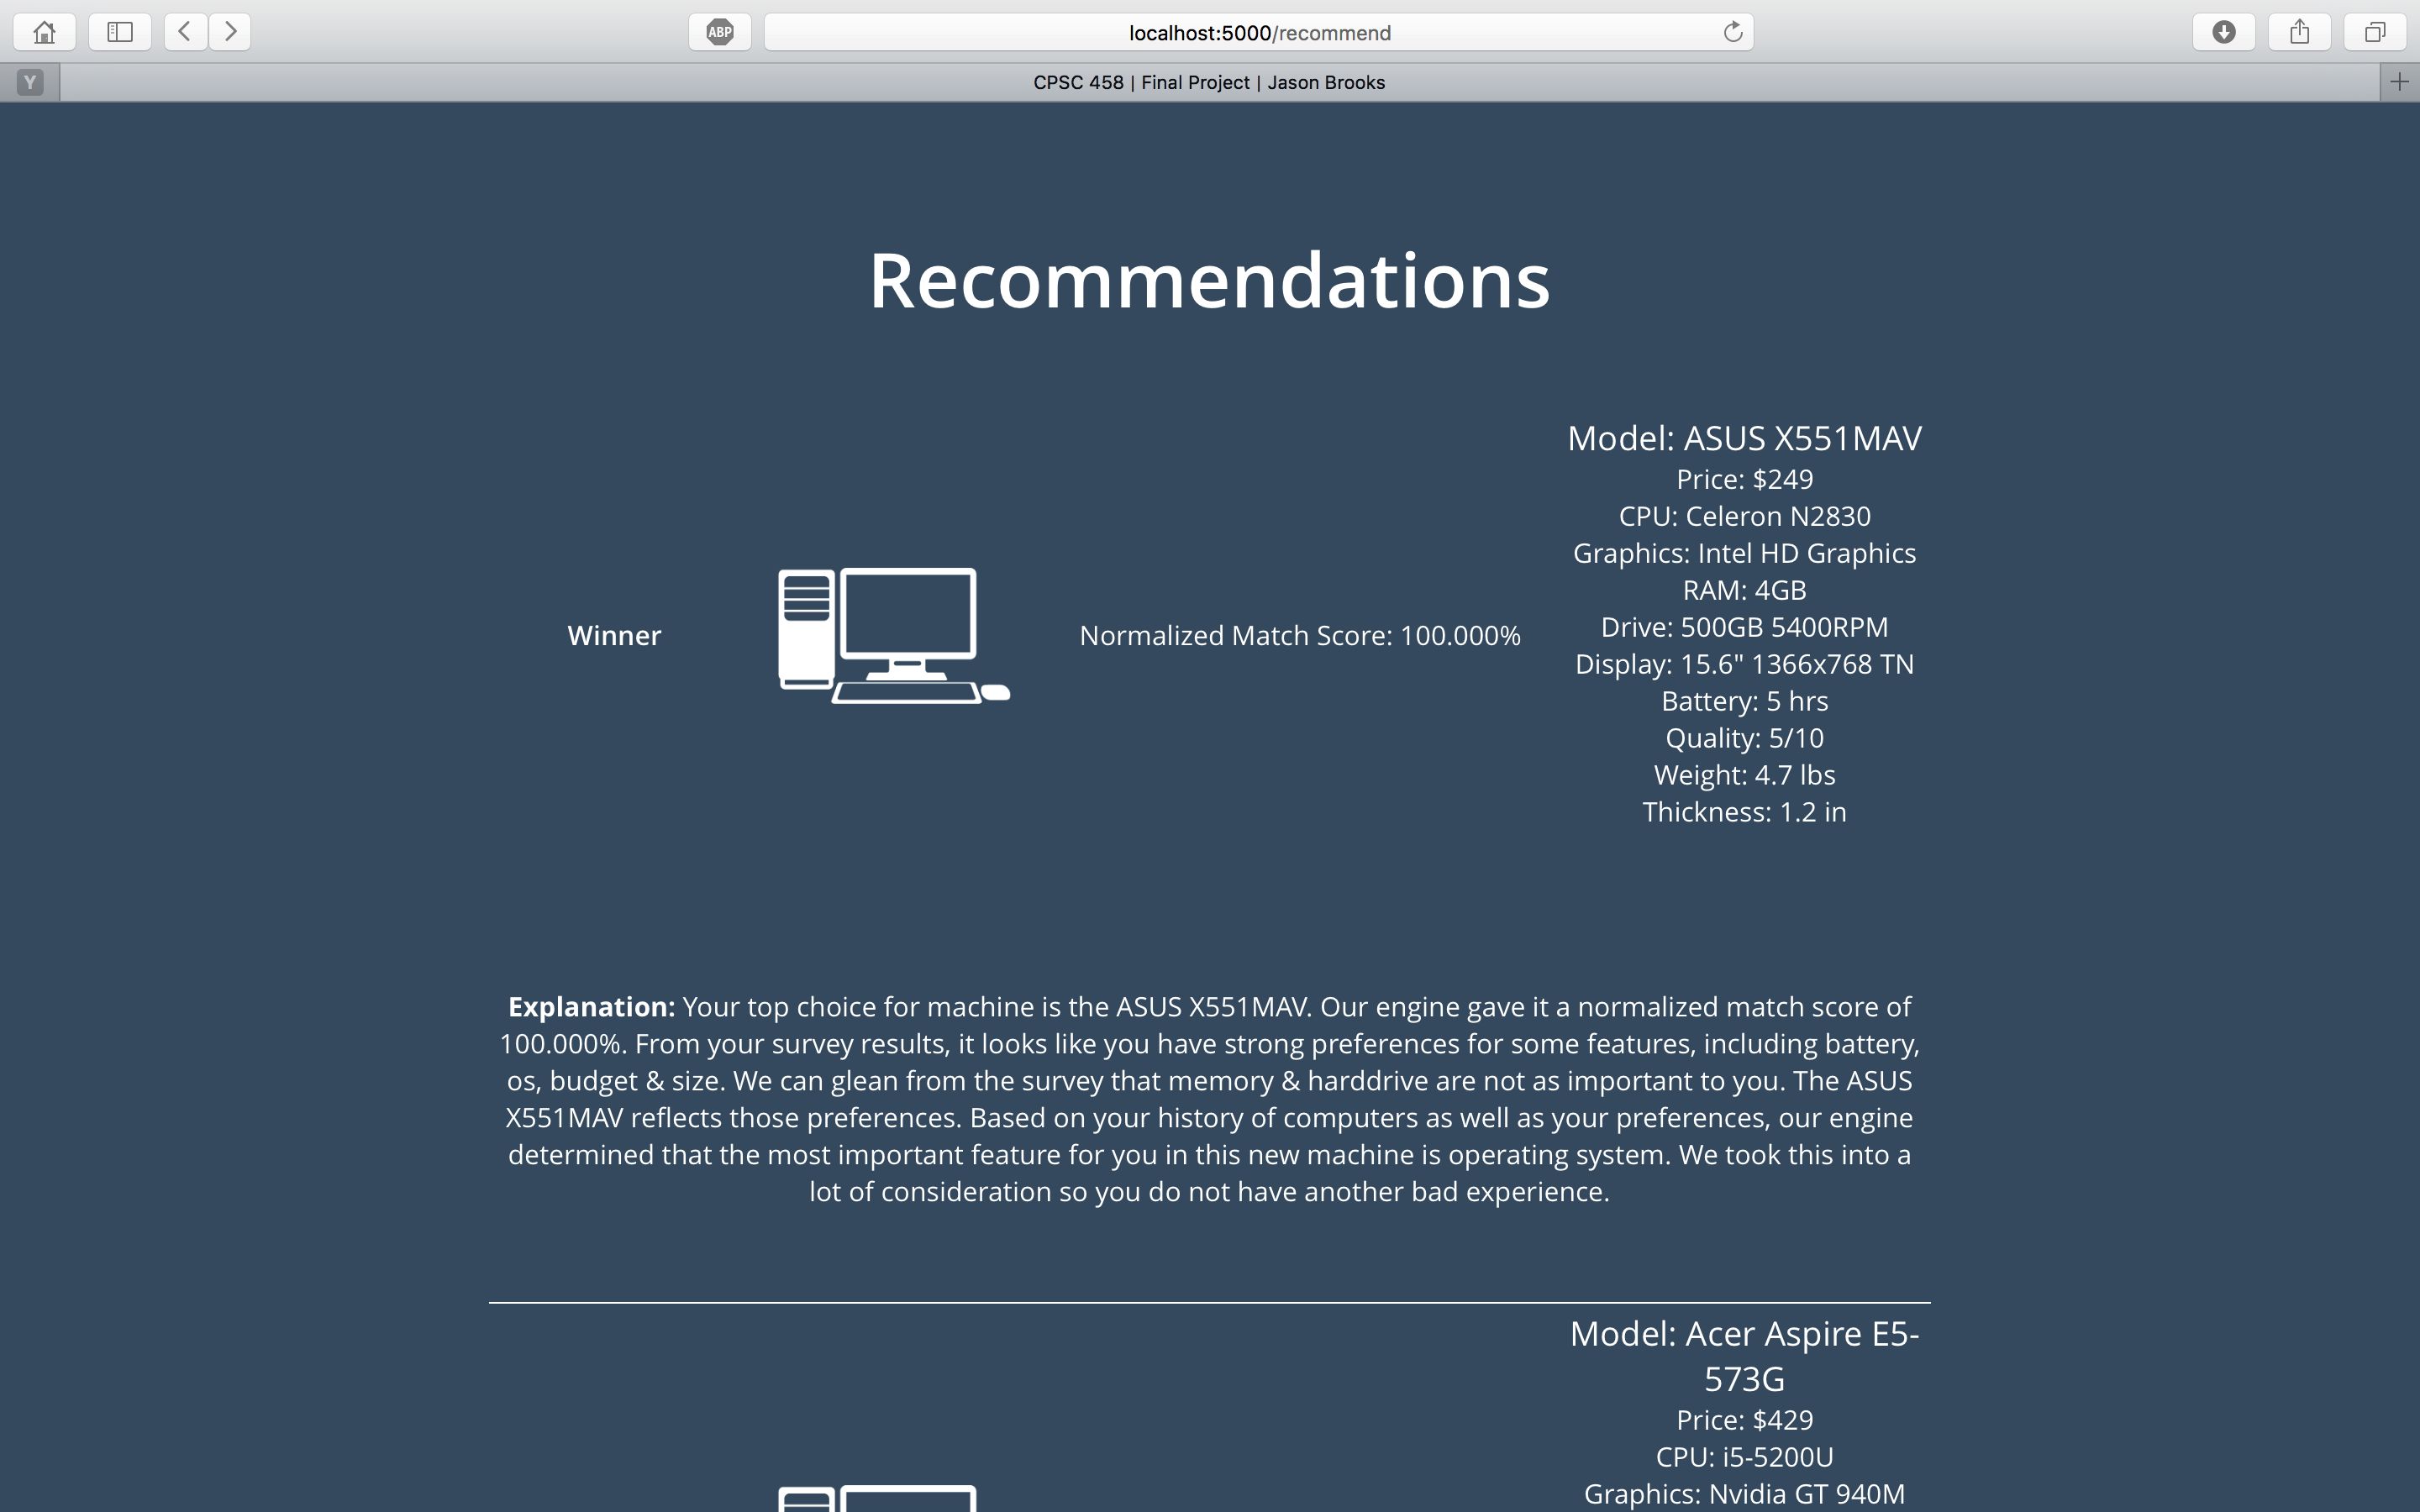 ABP
localhost:5000/recommend
Y
CPSC 458 | Final Project | Jason Brooks
Recommendations
Winner
Normalized Match Score: 100.000%
Model: ASUS X551MAV
Price: $249
CPU: Celeron N2830
Graphics: Intel HD Graphics
RAM: 4GB
Drive: 500GB 5400RPM
Display: 15.6" 1366x768 TN
Battery: 5 hrs
Quality: 5/10
Weight: 4.7 lbs
Thickness: 1.2 in
Explanation: Your top choice for machine is the ASUS X551MAV. Our engine gave it a normalized match score of
100.000%. From your survey results, it looks like you have strong preferences for some features, including battery,
os, budget & size. We can glean from the survey that memory & harddrive are not as important to you. The ASUS
X551MAV reflects those preferences. Based on your history of computers as well as your preferences, our engine
determined that the most important feature for you in this new machine is operating system. We took this into a
lot of consideration so you do not have another bad experience.
Model: Acer Aspire E5-
573G
Price: $429
CPU: i5-5200U
Graphics: Nvidia GT 940M